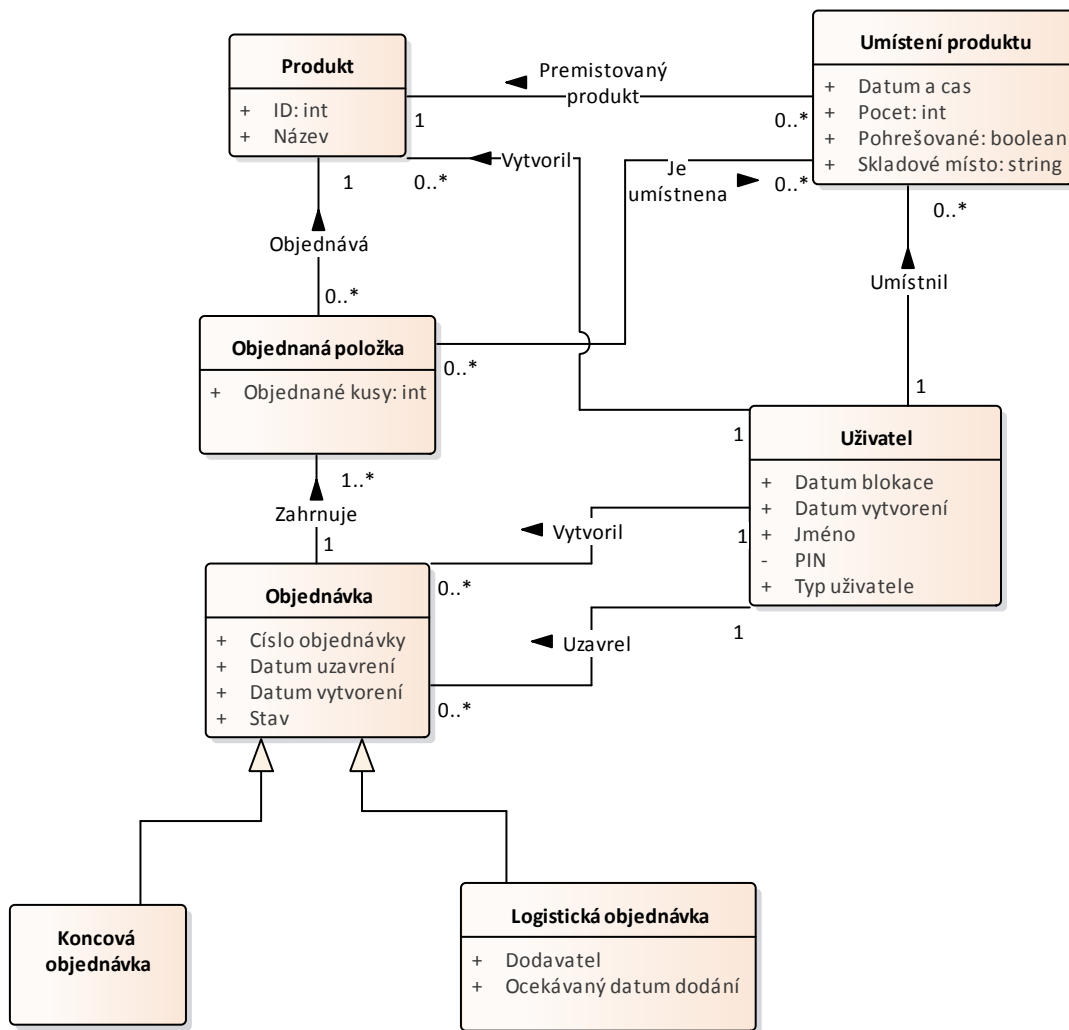 Produkt
+ ID: int
+ Název
Umístení produktu
+ Datum a cas
+ Pocet: int
+ Pohrešované: boolean
+ Skladové místo: string
Premistovaný
produkt
1
0..*
Vytvoril
0..*
1
Je
umístnena
0..*
0..*
Objednává
0..*
Umístnil
1
Objednaná položka
+ Objednané kusy: int
0..*
1
Uživatel
+ Datum blokace
+ Datum vytvorení
+ Jméno
- PIN
+ Typ uživatele
1..*
Zahrnuje
1
Vytvoril
1
0..*
Objednávka
+ Císlo objednávky
+ Datum uzavrení
+ Datum vytvorení
+ Stav
Uzavrel
1
0..*
Koncová
objednávka
Logistická objednávka
+ Dodavatel
+ Ocekávaný datum dodání